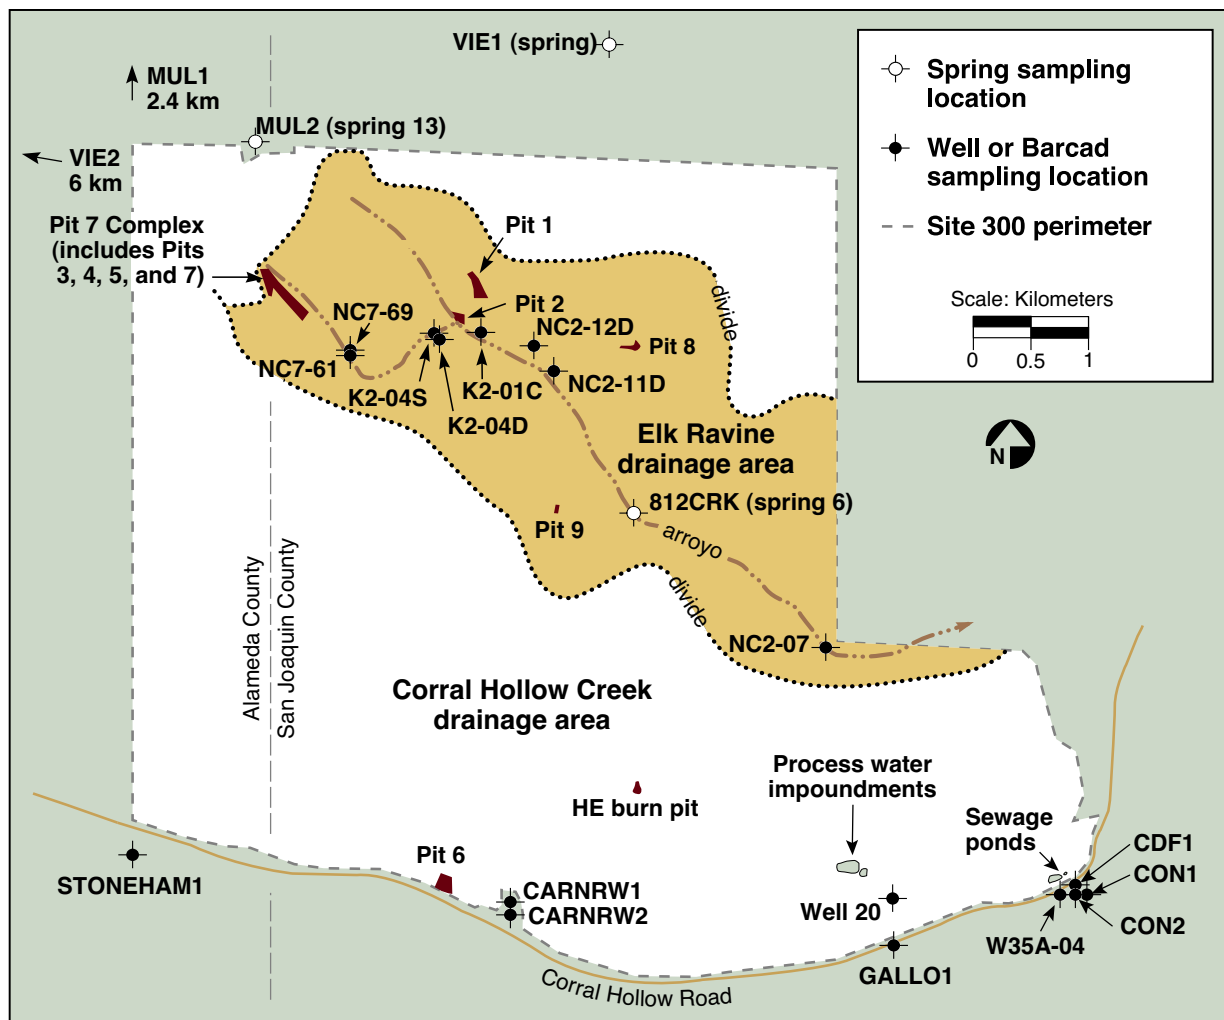 VIE1 (spring)
MUL1
2.4 km
MUL2 (spring 13)
VIE2
6 km
Spring sampling
location
Well or Barcad
sampling location
Site 300 perimeter
Scale: Kilometers
0 0.5 1
N
Pit 7 Complex
(includes Pits
3, 4, 5, and 7)
Pit 1
Pit 2
divide
NC7-69
NC2-12D
Pit 8
NC7-61
K2-04S
K2-01C
NC2-11D
K2-04D
Elk Ravine
drainage area
812CRK (spring 6)
Pit 9
arroyo
divide
NC2-07
Alameda County
San Joaquin County
Corral Hollow Creek
drainage area
HE burn pit
Process water
impoundments
Sewage
ponds
CDF1
CON1
CON2
W35A-04
Pit 6
STONEHAM1
CARNRW1
CARNRW2
Well 20
GALLO1
Corral Hollow Road